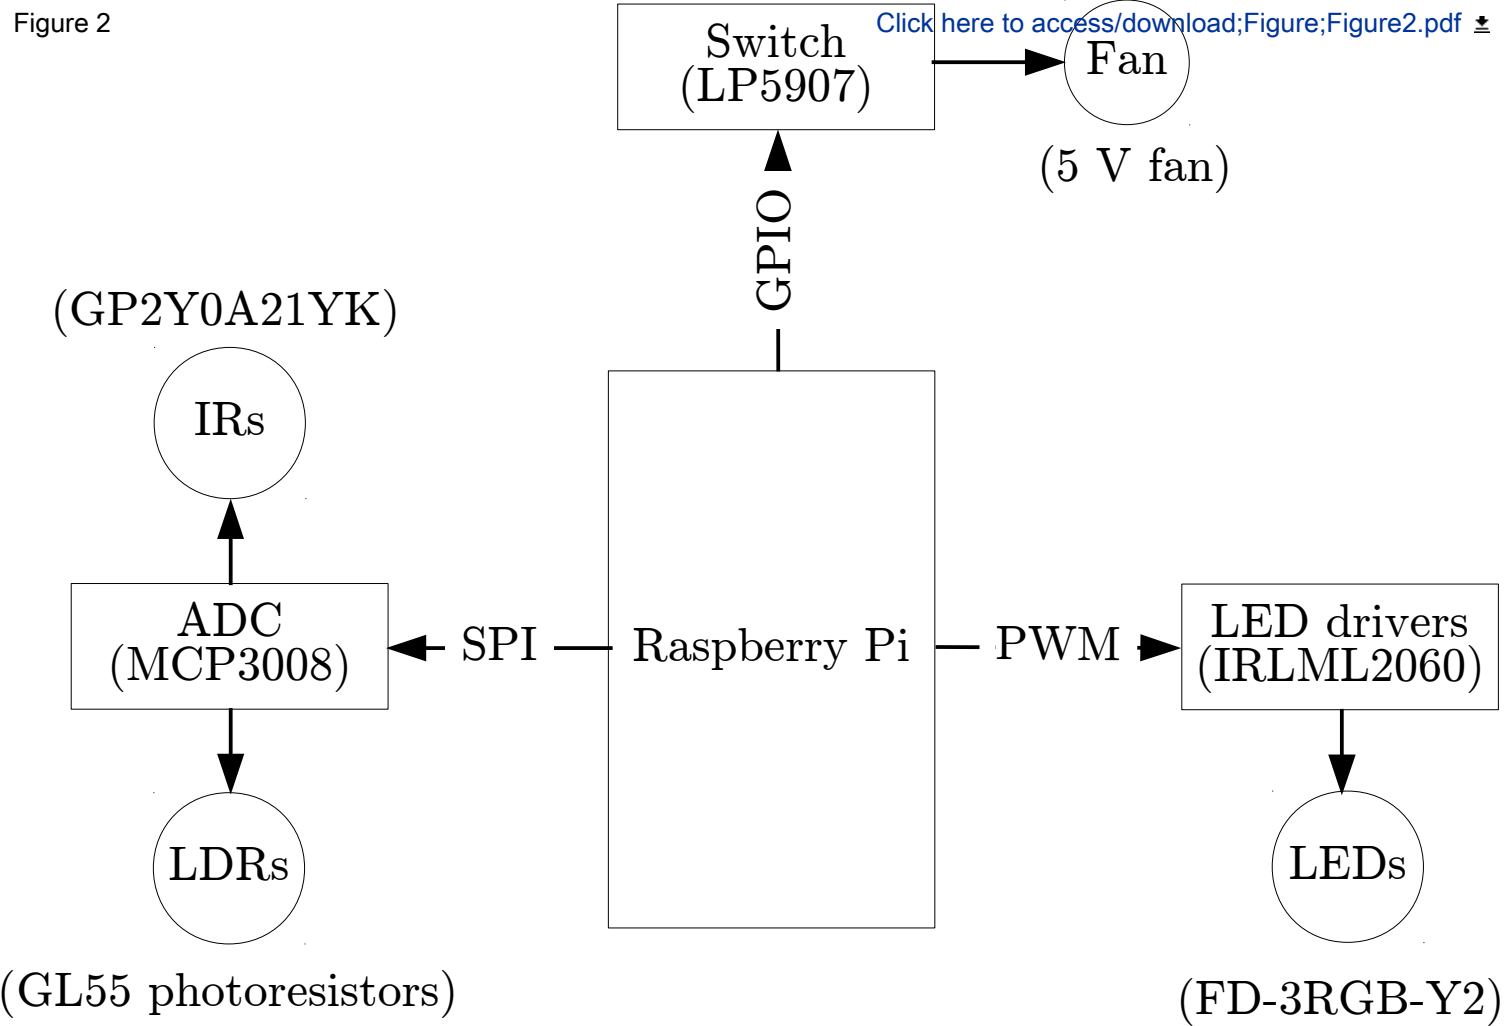 Figure 2
Click here to access/download;Figure;Figure2.pdf
Switch
(LP5907)
Fan
(5 V fan)
GPIO
(GP2Y0A21YK)
IRs
ADC
(MCP3008)
SPI
Raspberry Pi
PWM
LED drivers
(IRLML2060)
LDRs
LEDs
(GL55 photoresistors)
(FD-3RGB-Y2)